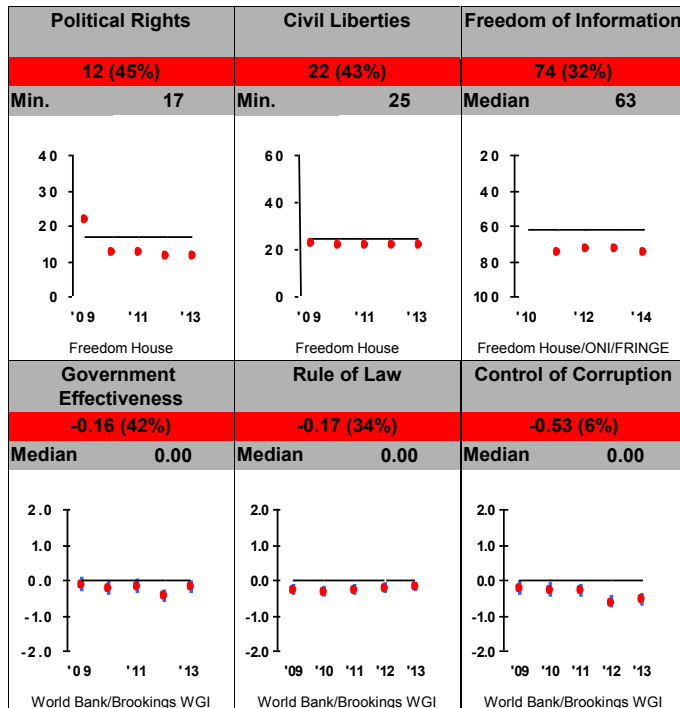 Political Rights
Civil Liberties
Freedom of Information
12 (45%)
22 (43%)
74 (32%)
Min. 17
Min. 25
Median 63
40
30
20
10
0
'09 '11 '13
Freedom House
60
40
20
0
'09 '11 '13
Freedom House
20
40
60
80
100
'10 '12 '14
Freedom House/ONI/FRINGE
Government
Effectiveness
Rule of Law
Control of Corruption
-0.16 (42%)
-0.17 (34%)
-0.53 (6%)
Median 0.00
Median 0.00
Median 0.00
2.0
1.0
0.0
-1.0
-2.0
'09 '11 '13
World Bank/Brookings WGI
2.0
1.0
0.0
-1.0
-2.0
'09 '10 '11 '12 '13
World Bank/Brookings WGI
2.0
1.0
0.0
-1.0
-2.0
'09 '10 '11 '12 '13
World Bank/Brookings WGI